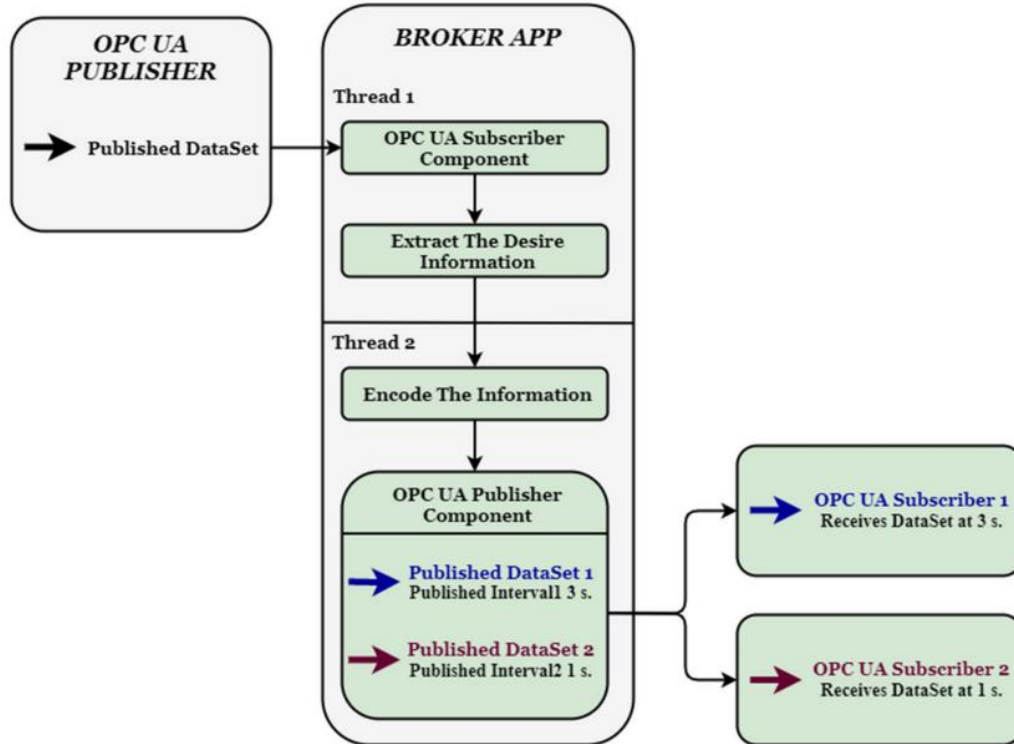 OPC UA
PUBLISHER
Published DataSet
BROKER APP
Thread 1
OPC UA Subscriber
Component
Extract The Desire
Information
Thread 2
Encode The Information
OPC UA Publisher
Component
Published DataSet 1
Published Interval1 3 s.
Published DataSet 2
Published Interval2 1 s.
OPC UA Subscriber 1
Receives DataSet at 3 s.
OPC UA Subscriber 2
Receives DataSet at 1 s.